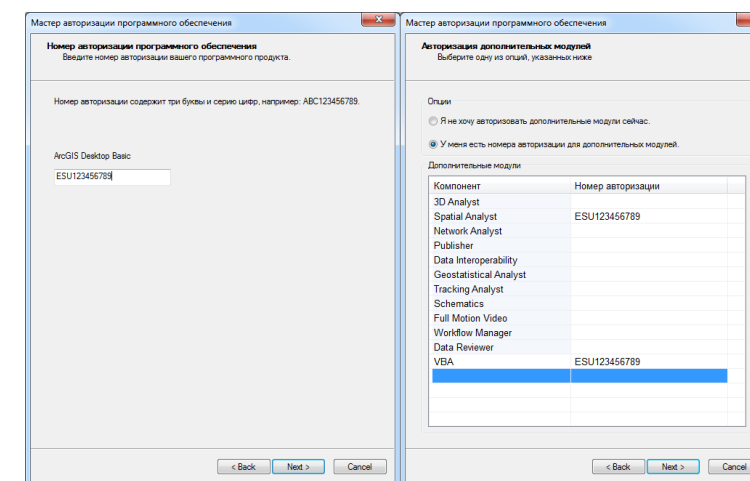 Мастер авторизации программного обеспечения
Номер авторизации программного обеспечения
Введите номер авторизации вашего программного продукта.
Номер авторизации содержит три буквы и серию цифр, например: ABC123456789.
ArcGIS Desktop Basic
ESU123456789
< Back Next > Cancel
Мастер авторизации программного обеспечения
Авторизация дополнительных модулей
Выберите одну из опций, указанных ниже
Опции
Я не хочу авторизовать дополнительные модули сейчас.
У меня есть номера авторизации для дополнительных модулей.
Дополнительные модули
Компонент Номер авторизации
3D Analyst
Spatial Analyst ESU123456789
Network Analyst
Publisher
Data Interoperability
Geostatistical Analyst
Tracking Analyst
Schematics
Full Motion Video
Workflow Manager
Data Reviewer
VBA ESU123456789
< Back Next > Cancel